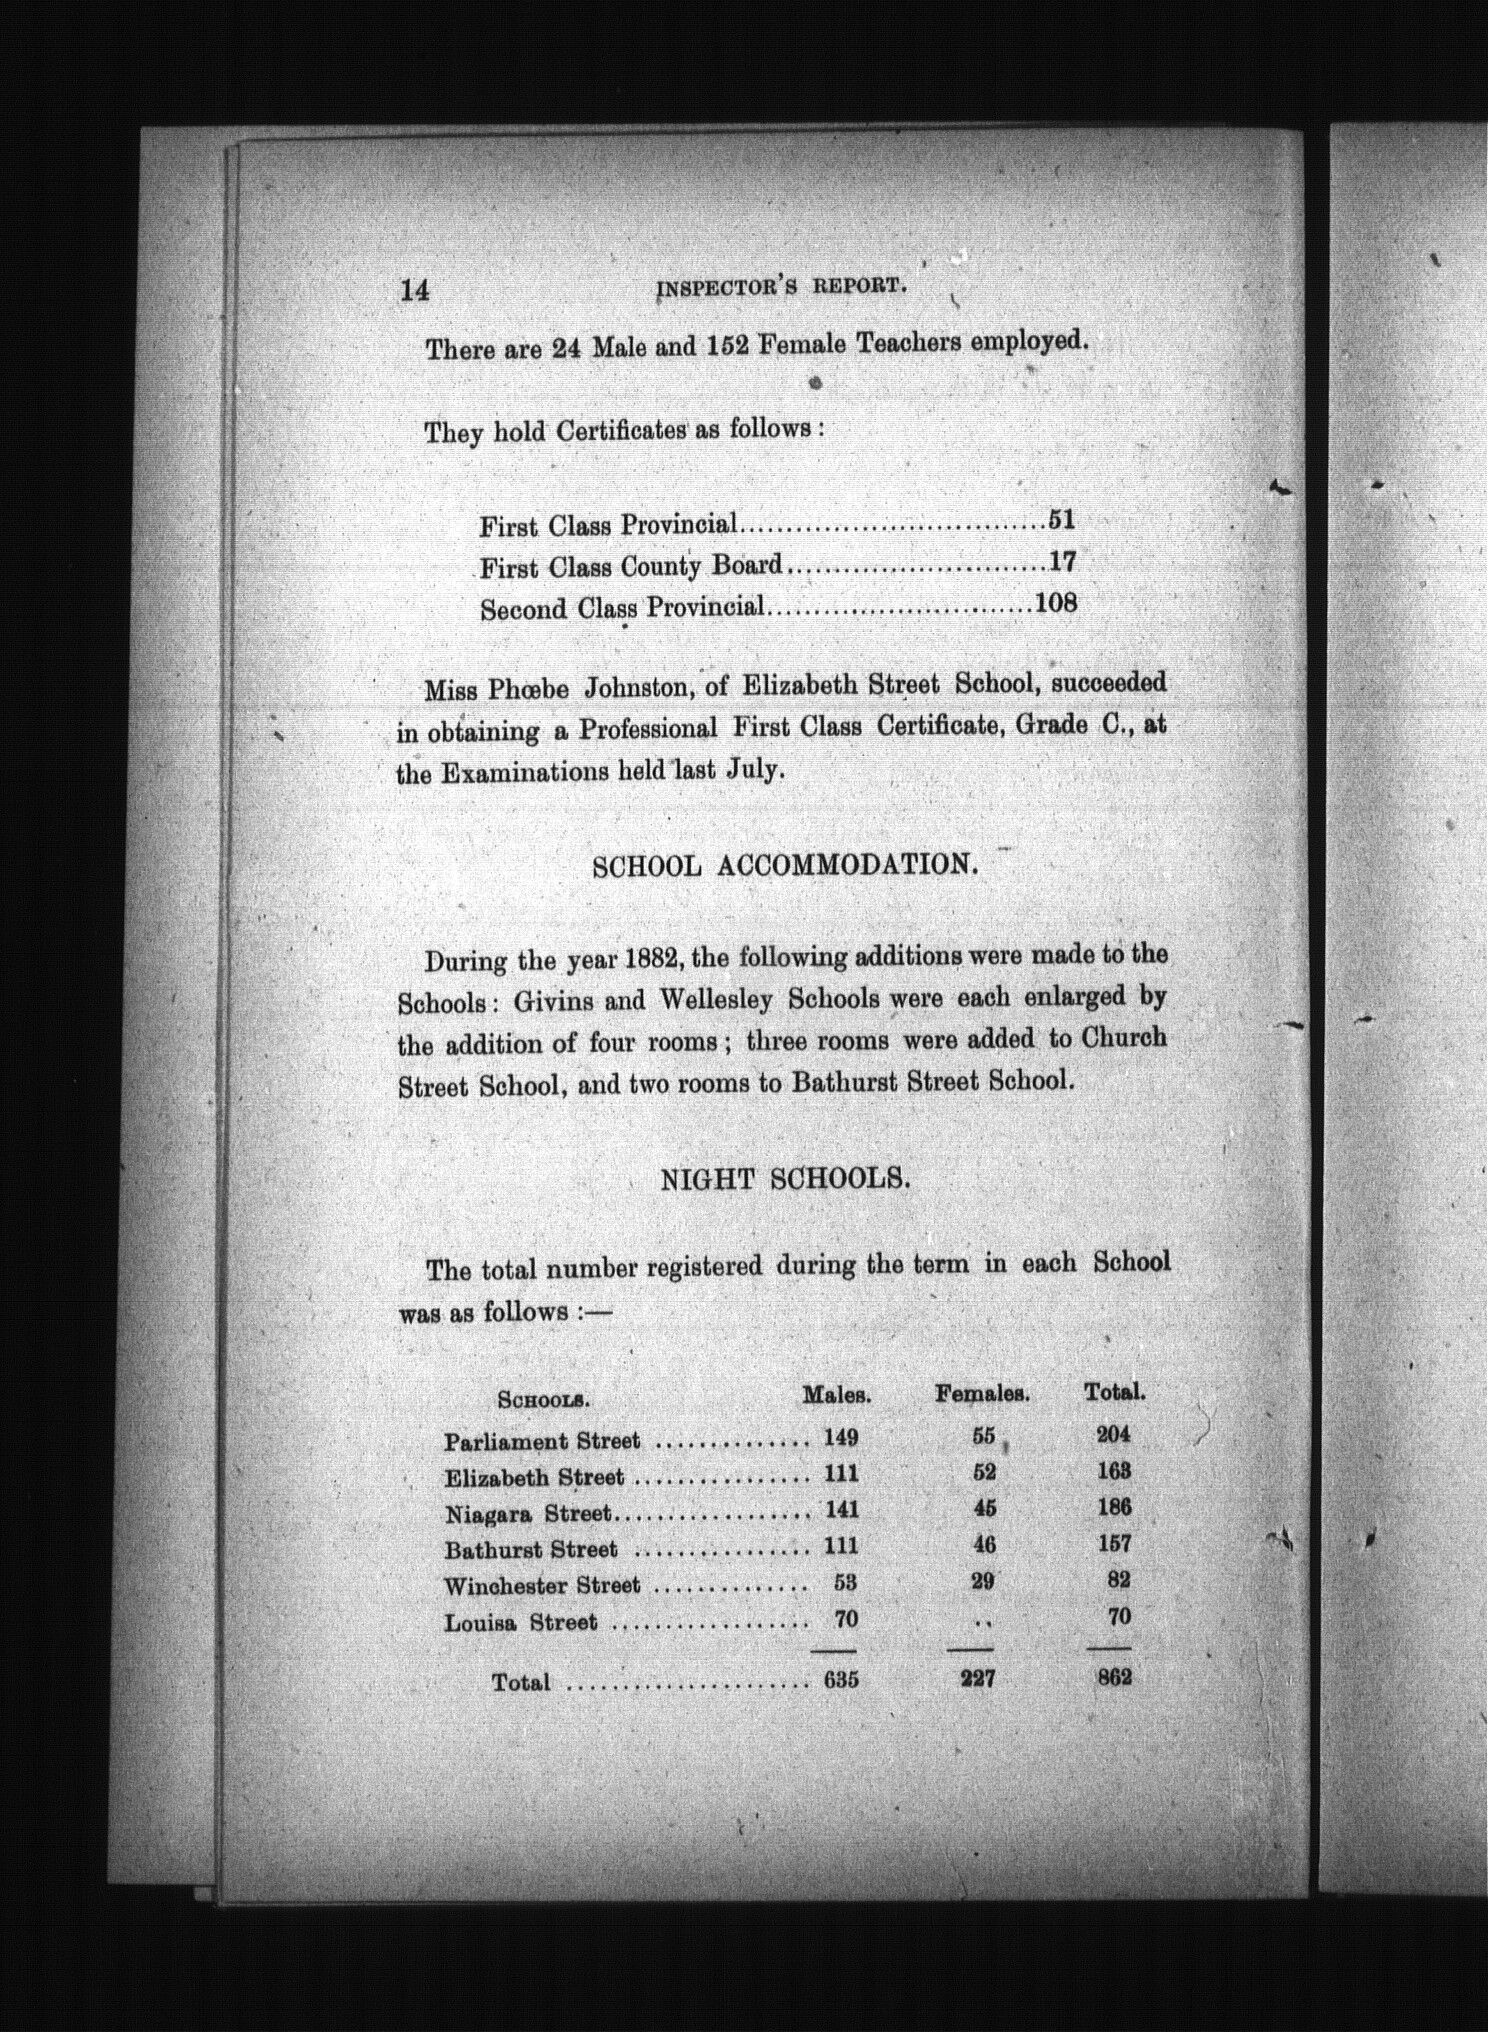 14 INSPECTOR'S REPORT.
There are 24 Male and 152 Female Teachers employed.
They hold Certificates as follows :
First Class Provincial................................51
First Class County Board...........................17
Second Class Provincial............................108
Miss Phœbe Johnston, of Elizabeth Street School, succeeded
in obtaining a Professional First Class Certificate, Grade C., at
the Examinations held last July.
SCHOOL ACCOMMODATION.
During the year 1882, the following additions were made to the
Schools : Givins and Wellesley Schools were each enlarged by
the addition of four rooms ; three rooms were added to Church
Street School, and two rooms to Bathurst Street School.
NIGHT SCHOOLS.
The total number registered during the term in each School
was as follows :—
SCHOOLS. Males. Females. Total.
Parliament Street .............. 149 55 204
Elizabeth Street ................ 111 52 163
Niagara Street.................. 141 45 186
Bathurst Street ................ 111 46 157
Winchester Street .............. 53 29 82
Louisa Street .................. 70 .. 70
Total ...................... 635 227 862